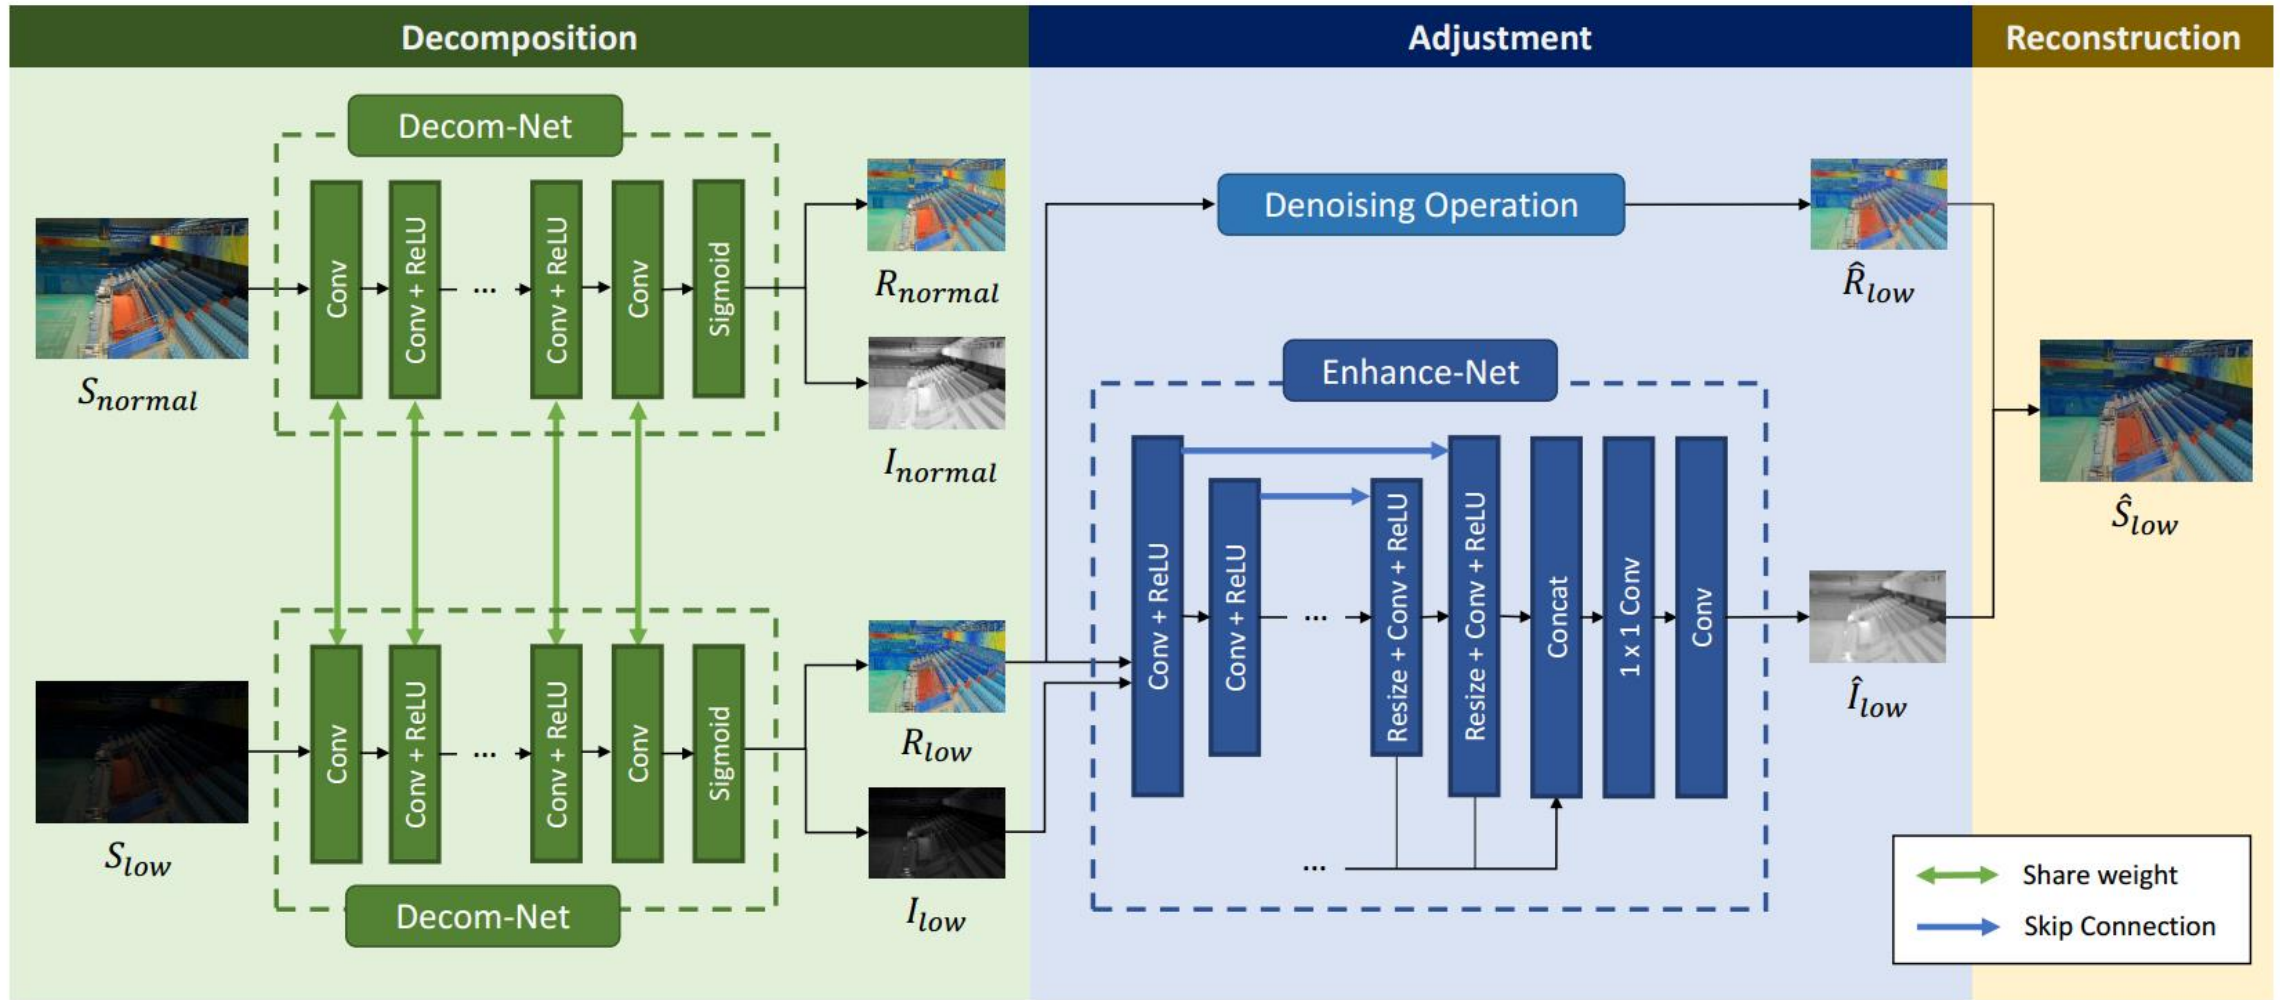 Decomposition
Adjustment
Reconstruction
Decom-Net
Conv
Conv + ReLU
...
Conv + ReLU
Conv
Sigmoid
S_normal
R_normal
I_normal
Denoising Operation
R̂_low
Enhance-Net
Conv + ReLU
Conv + ReLU
...
Resize + Conv + ReLU
Resize + Conv + ReLU
Concat
1 x 1 Conv
Conv
...
Î_low
Ŝ_low
Conv
Conv + ReLU
...
Conv + ReLU
Conv
Sigmoid
S_low
R_low
I_low
Decom-Net
Share weight
Skip Connection